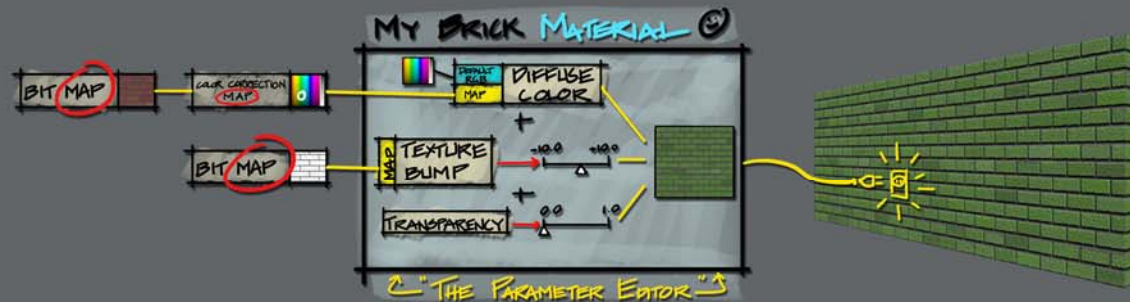 MY BRICK MATERIAL
BIT MAP
COLOR CORRECTION
MAP
DEFAULT
RGB
MAP
DIFFUSE
COLOR
+
BIT MAP
MAP
TEXTURE
BUMP
-10.0
-10.0
+
TRANSPARENCY
0.0
1.0
"THE PARAMETER EDITOR"